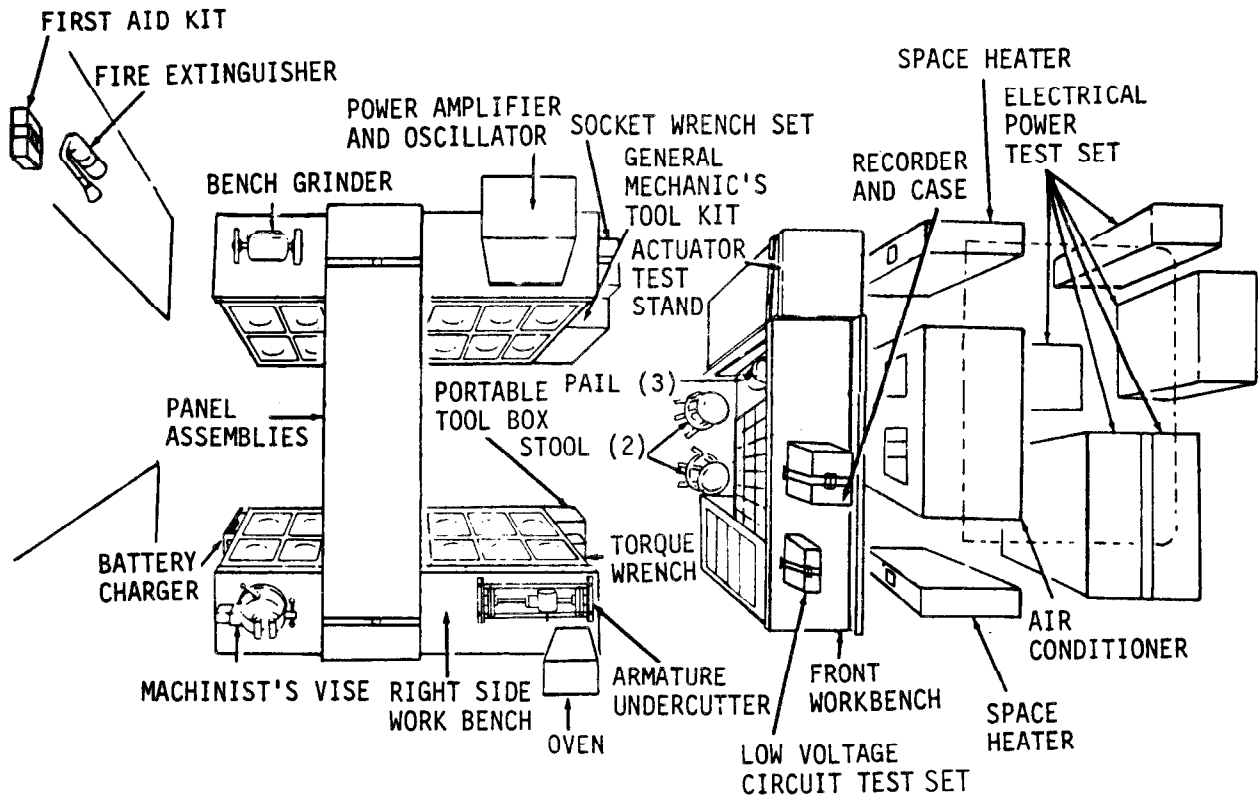 FIRST AID KIT
FIRE EXTINGUISHER
POWER AMPLIFIER
AND OSCILLATOR
SOCKET WRENCH SET
GENERAL
MECHANIC'S
TOOL KIT
BENCH GRINDER
ACTUATOR
TEST
STAND
SPACE HEATER
ELECTRICAL
POWER
TEST SET
RECORDER
AND CASE
PANEL
ASSEMBLIES
PORTABLE
TOOL BOX
PAIL (3)
STOOL (2)
BATTERY
CHARGER
TORQUE
WRENCH
MACHINIST'S VISE
RIGHT SIDE
WORK BENCH
OVEN
ARMATURE
UNDERCUTTER
FRONT
WORKBENCH
LOW VOLTAGE
CIRCUIT TEST SET
AIR
CONDITIONER
SPACE
HEATER